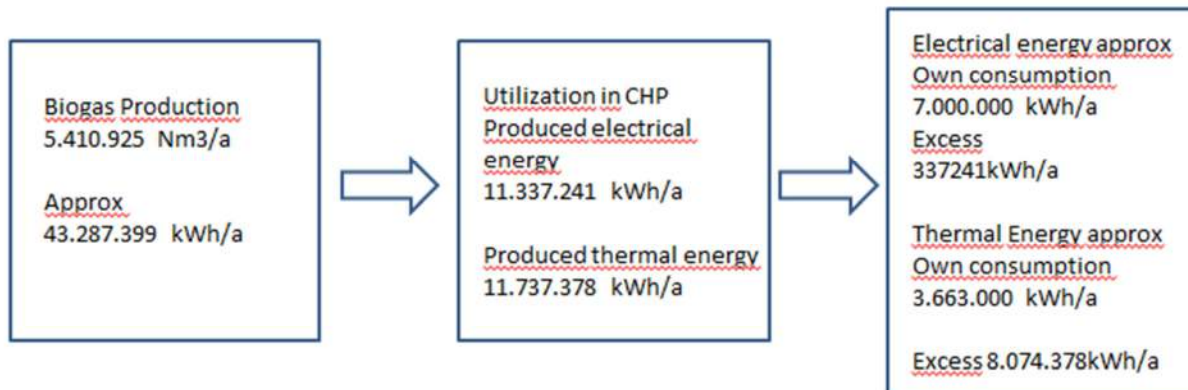 Biogas Production
5.410.925 Nm3/a
Approx
43.287.399 kWh/a
Utilization in CHP
Produced electrical
energy
11.337.241 kWh/a
Produced thermal energy
11.737.378 kWh/a
Electrical energy approx
Own consumption
7.000.000 kWh/a
Excess
337241kWh/a
Thermal Energy approx
Own consumption
3.663.000 kWh/a
Excess 8.074.378kWh/a